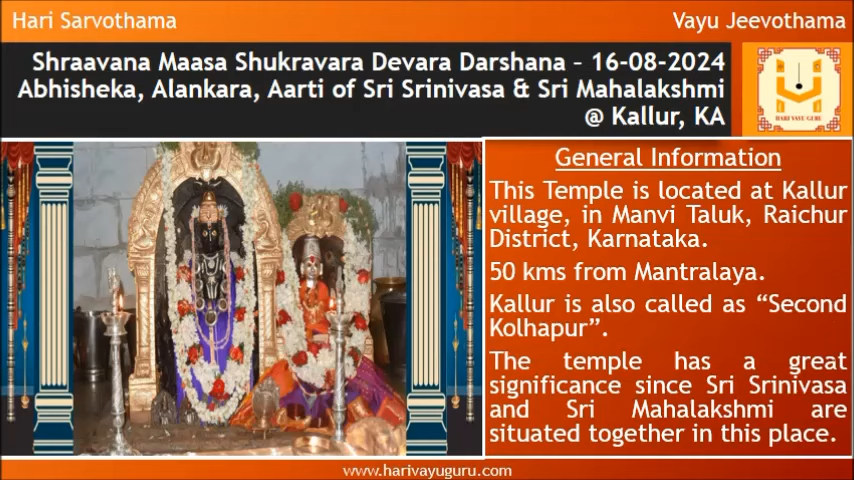 Hari Sarvothama
Vayu Jeevothama
Shraavana Maasa Shukravara Devara Darshana – 16-08-2024
Abhisheka, Alankara, Aarti of Sri Srinivasa & Sri Mahalakshmi
@ Kallur, KA
HARI VAYU GURU
General Information
This Temple is located at Kallur
village, in Manvi Taluk, Raichur
District, Karnataka.
50 kms from Mantralaya.
Kallur is also called as “Second
Kolhapur”.
The temple has a great
significance since Sri Srinivasa
and Sri Mahalakshmi are
situated together in this place.
www.harivayuguru.com